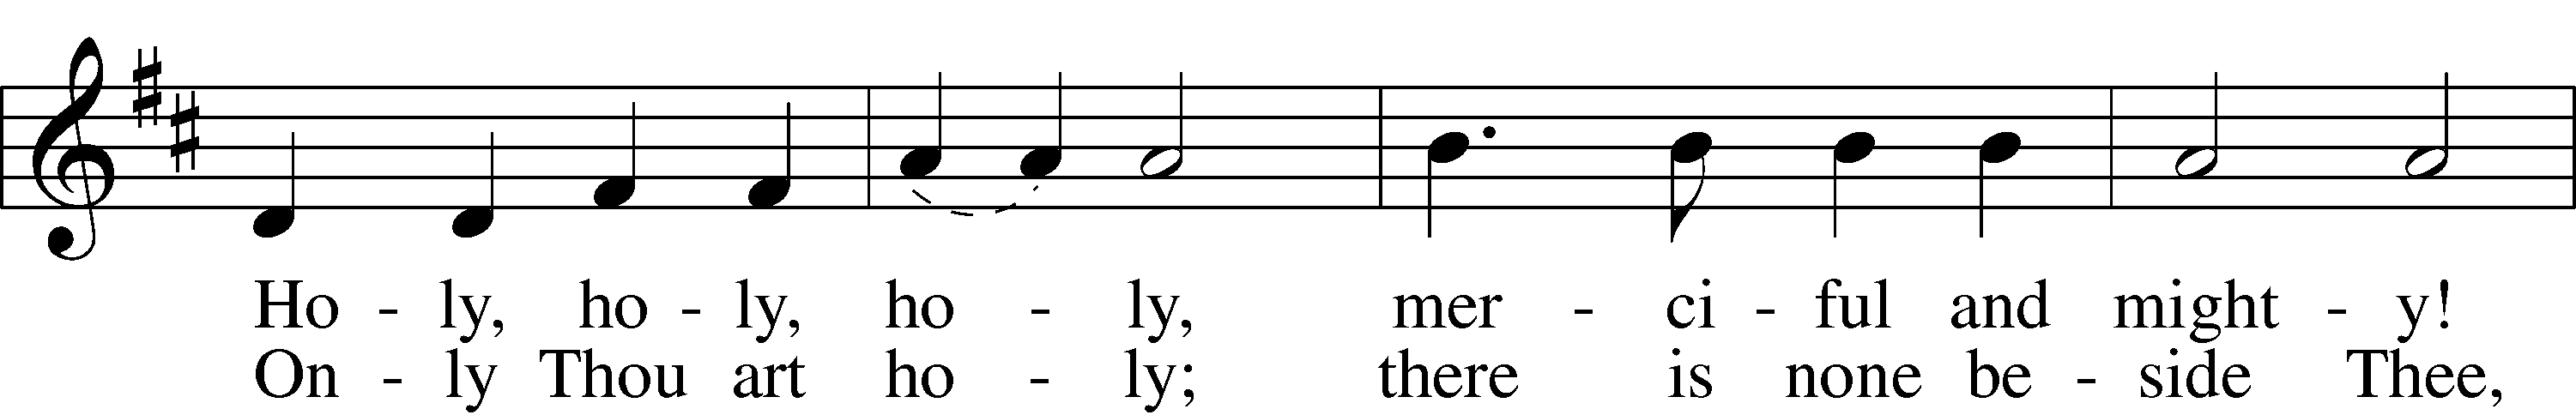 Ho - ly, ho - ly, ho - ly, mer - ci - ful and might - y!
On - ly Thou art ho - ly; there is none be - side Thee,